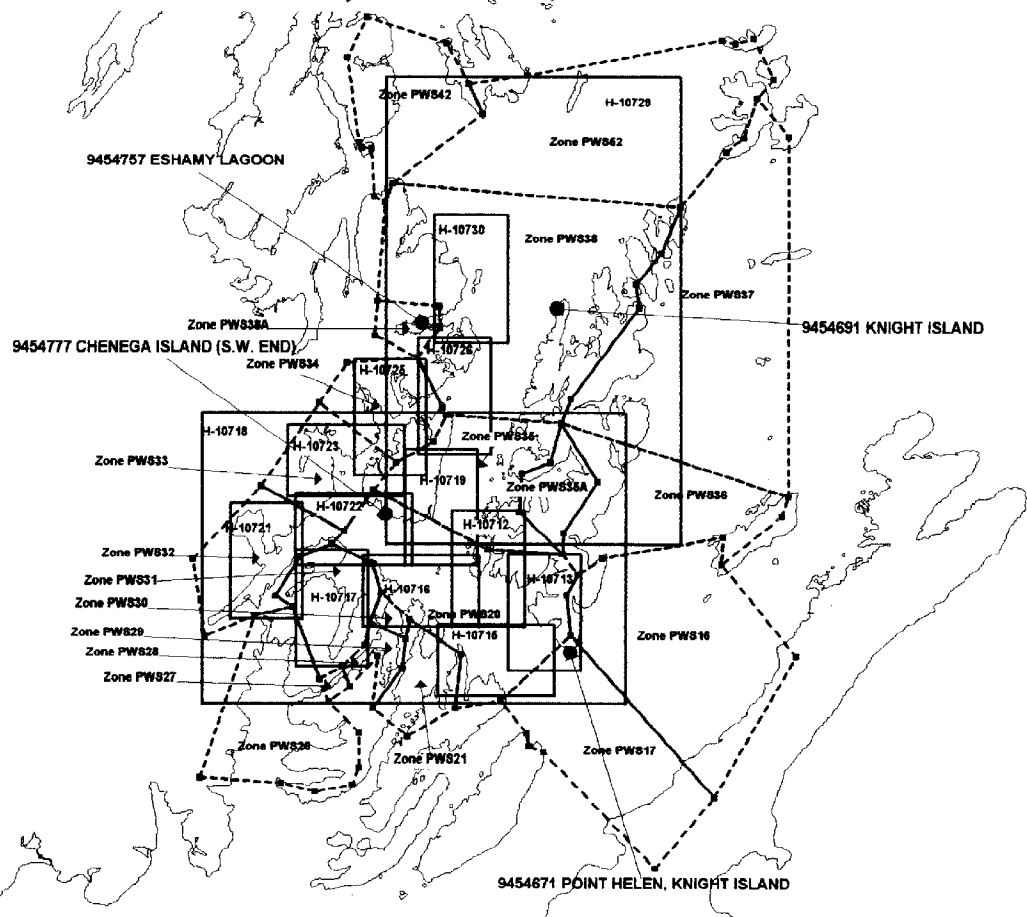 Zone PWS42
H-10729
Zone PWS52
9454757 ESHAMY LAGOON
H-10730
Zone PWS38
Zone PWS37
Zone PWS38A
9454691 KNIGHT ISLAND
9454777 CHENEGA ISLAND (S.W. END)
H-10726
Zone PWS34
H-10725
H-10718
H-10723
Zone PWS35
Zone PWS33
H-10719
Zone PWS35A
Zone PWS36
H-10722
H-10721
H-10712
Zone PWS32
Zone PWS31
H-10713
H-10716
H-10717
Zone PWS30
Zone PWS20
Zone PWS29
H-10715
Zone PWS16
Zone PWS28
Zone PWS27
Zone PWS26
Zone PWS21
Zone PWS17
9454671 POINT HELEN, KNIGHT ISLAND